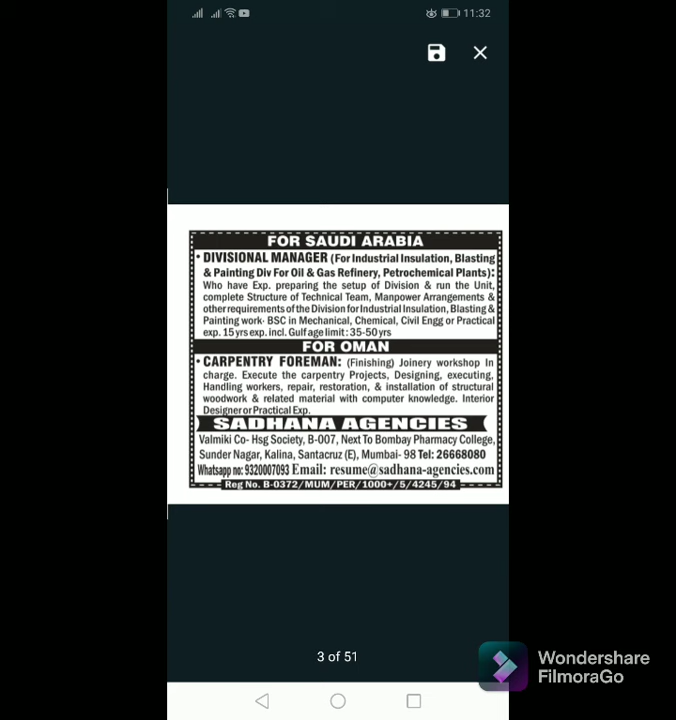 11:32
FOR SAUDI ARABIA
• DIVISIONAL MANAGER (For Industrial Insulation, Blasting
& Painting Div For Oil & Gas Refinery, Petrochemical Plants):
Who have Exp. preparing the setup of Division & run the Unit,
complete Structure of Technical Team, Manpower Arrangements &
other requirements of the Division for Industrial Insulation, Blasting &
Painting work- BSC in Mechanical, Chemical, Civil Engg or Practical
exp. 15 yrs exp. incl. Gulf age limit : 35-50 yrs
FOR OMAN
• CARPENTRY FOREMAN: (Finishing) Joinery workshop In
charge. Execute the carpentry Projects, Designing, executing,
Handling workers, repair, restoration, & installation of structural
woodwork & related material with computer knowledge. Interior
Designer or Practical Exp.
SADHANA AGENCIES
Valmiki Co- Hsg Society, B-007, Next To Bombay Pharmacy College,
Sunder Nagar, Kalina, Santacruz (E), Mumbai- 98 Tel: 26668080
Whatsapp no: 9320007093 Email: resume@sadhana-agencies.com
Reg No. B-0372/MUM/PER/1000+/5/4245/94
3 of 51
Wondershare
FilmoraGo